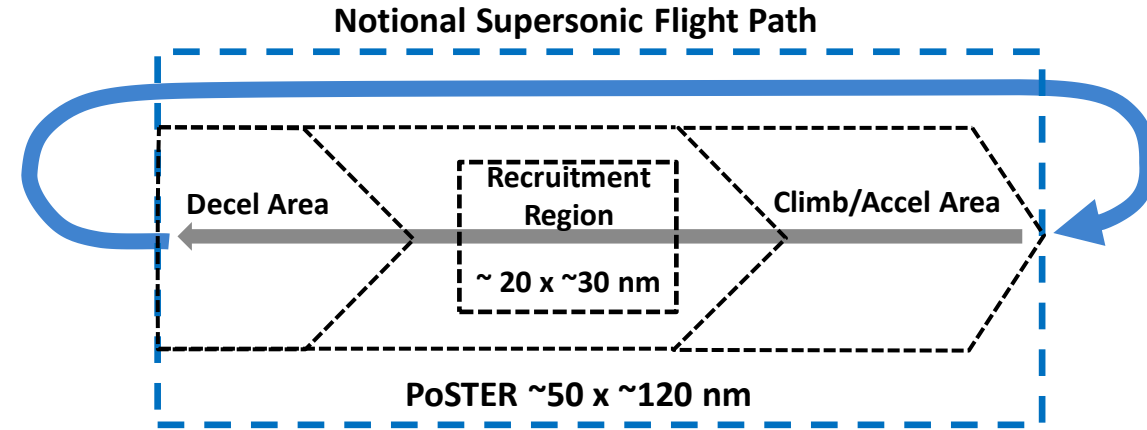 Notional Supersonic Flight Path
Recruitment
Region
Decel Area
Climb/Accel Area
~ 20 x ~30 nm
PoSTER ~50 x ~120 nm